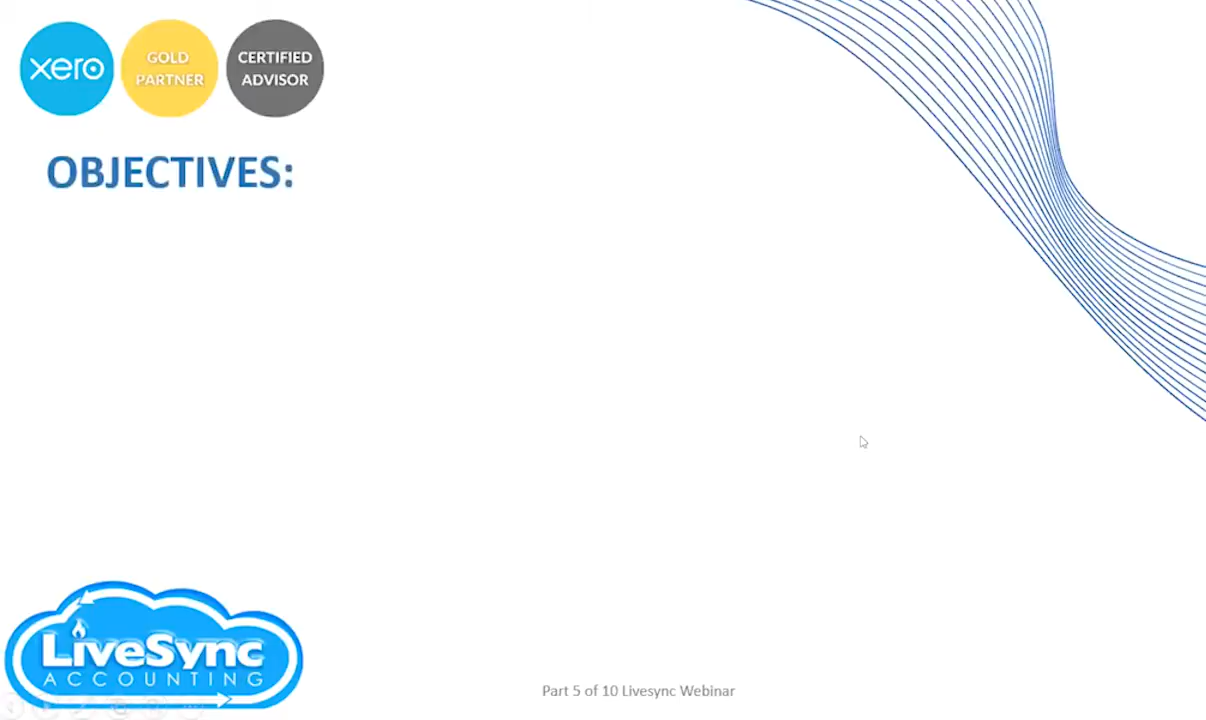 xero
GOLD
PARTNER
CERTIFIED
ADVISOR
OBJECTIVES:
LiveSync
ACCOUNTING
Part 5 of 10 Livesync Webinar